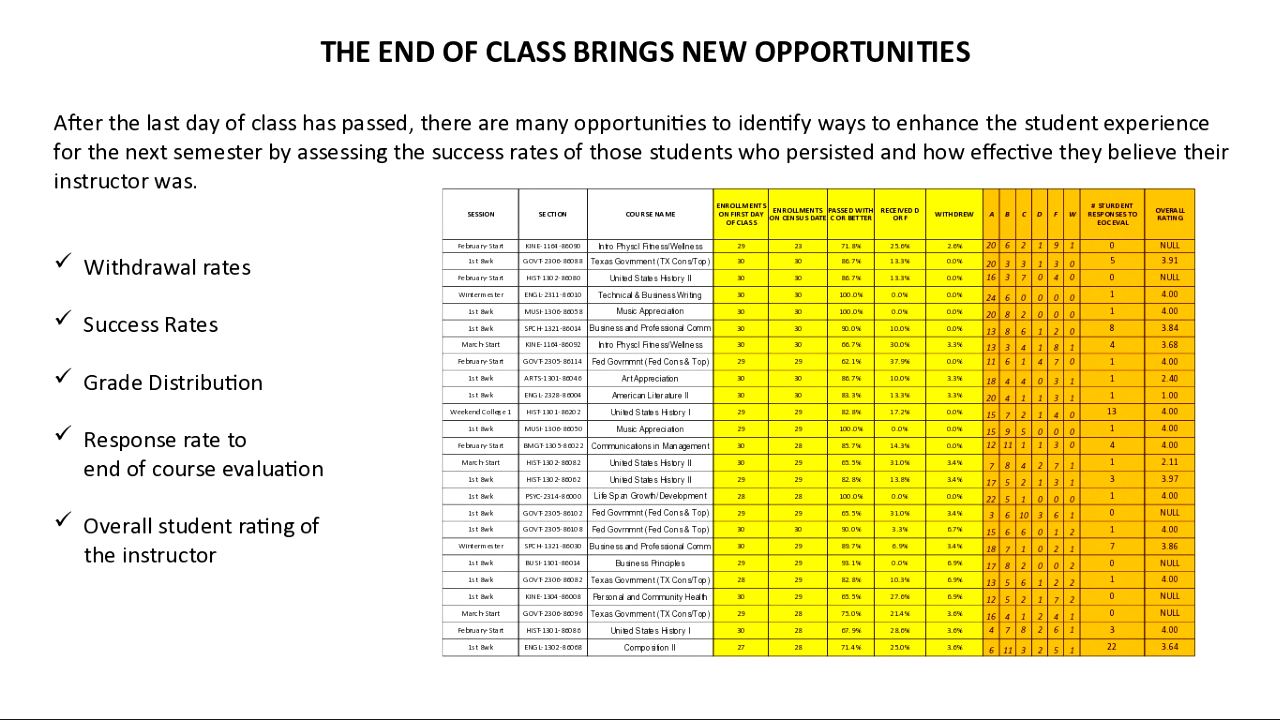 THE END OF CLASS BRINGS NEW OPPORTUNITIES
After the last day of class has passed, there are many opportunities to identify ways to enhance the student experience
for the next semester by assessing the success rates of those students who persisted and how effective they believe their
instructor was.
✓ Withdrawal rates
✓ Success Rates
✓ Grade Distribution
✓ Response rate to
end of course evaluation
✓ Overall student rating of
the instructor
SESSION SECTION COURSE NAME ENROLLMENTS ON FIRST DAY OF CLASS ENROLLMENTS ON CENSUS DATE PASSED WITH C OR BETTER RECEIVED D OR F WITHDREW A B C D F W # STURDENT RESPONSES TO EOC EVAL OVERALL RATING
February-Start KINE-1164-86090 Intro Physcl Fitness/Wellness 29 23 71.8% 25.6% 2.6% 20 6 2 1 9 1 0 NULL
1st 8wk GOVT-2306-86088 Texas Govmment (TX Cons/Top) 30 30 86.7% 13.3% 0.0% 20 3 3 1 3 0 5 3.91
February-Start HIST-1302-86080 United States History II 30 30 86.7% 13.3% 0.0% 16 3 7 0 4 0 0 NULL
Wintermester ENGL-2311-86010 Technical & Business Writing 30 30 100.0% 0.0% 0.0% 24 6 0 0 0 0 1 4.00
1st 8wk MUSI-1306-86058 Music Appreciation 30 30 100.0% 0.0% 0.0% 20 8 2 0 0 0 1 4.00
1st 8wk SPCH-1321-86014 Business and Professional Comm 30 30 90.0% 10.0% 0.0% 13 8 6 1 2 0 8 3.84
March-Start KINE-1164-86092 Intro Physcl Fitness/Wellness 30 30 66.7% 30.0% 3.3% 13 3 4 1 8 1 4 3.68
February-Start GOVT-2305-86114 Fed Govmmnt (Fed Cons & Top) 29 29 62.1% 37.9% 0.0% 11 6 1 4 7 0 1 4.00
1st 8wk ARTS-1301-86046 Art Appreciation 30 30 86.7% 10.0% 3.3% 18 4 4 0 3 1 1 2.40
1st 8wk ENGL-2328-86004 American Literature II 30 30 83.3% 13.3% 3.3% 20 4 1 1 3 1 1 1.00
Weekend College 1 HIST-1301-86202 United States History I 29 29 82.8% 17.2% 0.0% 15 7 2 1 4 0 13 4.00
1st 8wk MUSI-1306-86050 Music Appreciation 29 29 100.0% 0.0% 0.0% 15 9 5 0 0 0 1 4.00
February-Start BMGT-1305-86022 Communications in Management 30 28 85.7% 14.3% 0.0% 12 11 1 1 3 0 4 4.00
March-Start HIST-1302-86082 United States History II 30 29 65.5% 31.0% 3.4% 7 8 4 2 7 1 1 2.11
1st 8wk HIST-1302-86062 United States History II 30 29 82.8% 13.8% 3.4% 17 5 2 1 3 1 3 3.97
1st 8wk PSYC-2314-86000 Life Span Growth/Development 28 28 100.0% 0.0% 0.0% 22 5 1 0 0 0 1 4.00
1st 8wk GOVT-2305-86102 Fed Govmmnt (Fed Cons & Top) 29 29 65.5% 31.0% 3.4% 3 6 10 3 6 1 0 NULL
1st 8wk GOVT-2305-86108 Fed Govmmnt (Fed Cons & Top) 30 30 90.0% 3.3% 6.7% 15 6 6 0 1 2 1 4.00
Wintermester SPCH-1321-86030 Business and Professional Comm 30 29 89.7% 6.9% 3.4% 18 7 1 0 2 1 7 3.86
1st 8wk BUSI-1301-86014 Business Principles 30 29 93.1% 0.0% 6.9% 17 8 2 0 0 2 0 NULL
1st 8wk GOVT-2306-86082 Texas Govmment (TX Cons/Top) 28 29 82.8% 10.3% 6.9% 13 5 6 1 2 2 1 4.00
1st 8wk KINE-1304-86008 Personal and Community Health 30 29 65.5% 27.6% 6.9% 12 5 2 1 7 2 0 NULL
March-Start GOVT-2306-86096 Texas Govmment (TX Cons/Top) 29 28 75.0% 21.4% 3.6% 16 4 1 2 4 1 0 NULL
February-Start HIST-1301-86086 United States History I 30 28 67.9% 28.6% 3.6% 4 7 8 2 6 1 3 4.00
1st 8wk ENGL-1302-86068 Composition II 27 28 71.4% 25.0% 3.6% 6 11 3 2 5 1 22 3.64